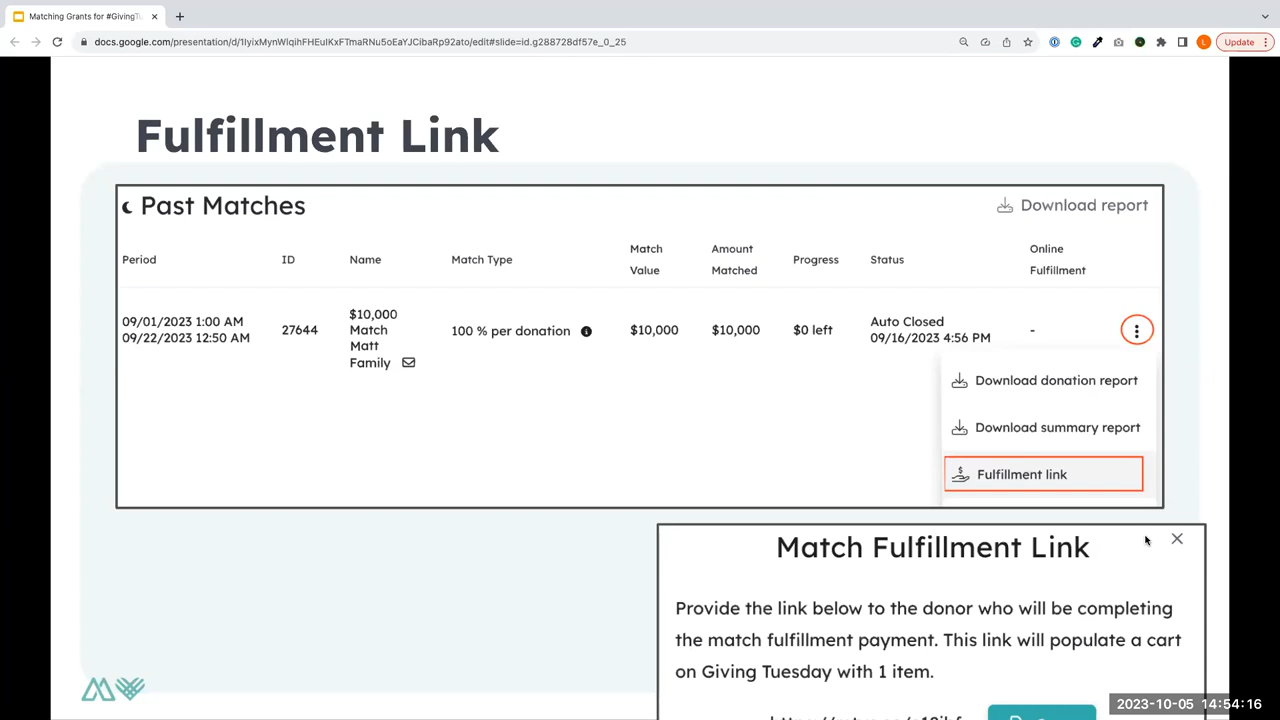 Matching Grants for #GivingTu
docs.google.com/presentation/d/1IyixMynWlqihFHEuIKxFTmaRNu5oEaYJCibaRp92ato/edit#slide=id.g288728df57e_0_25
L
Update
Fulfillment Link
Past Matches
Download report
Period ID Name Match Type Match Value Amount Matched Progress Status Online Fulfillment
09/01/2023 1:00 AM
09/22/2023 12:50 AM
27644
$10,000
Match
Matt
Family
100 % per donation
$10,000
$10,000
$0 left
Auto Closed
09/16/2023 4:56 PM
-
Download donation report
Download summary report
Fulfillment link
Match Fulfillment Link
Provide the link below to the donor who will be completing
the match fulfillment payment. This link will populate a cart
on Giving Tuesday with 1 item.
2023-10-05 14:54:16